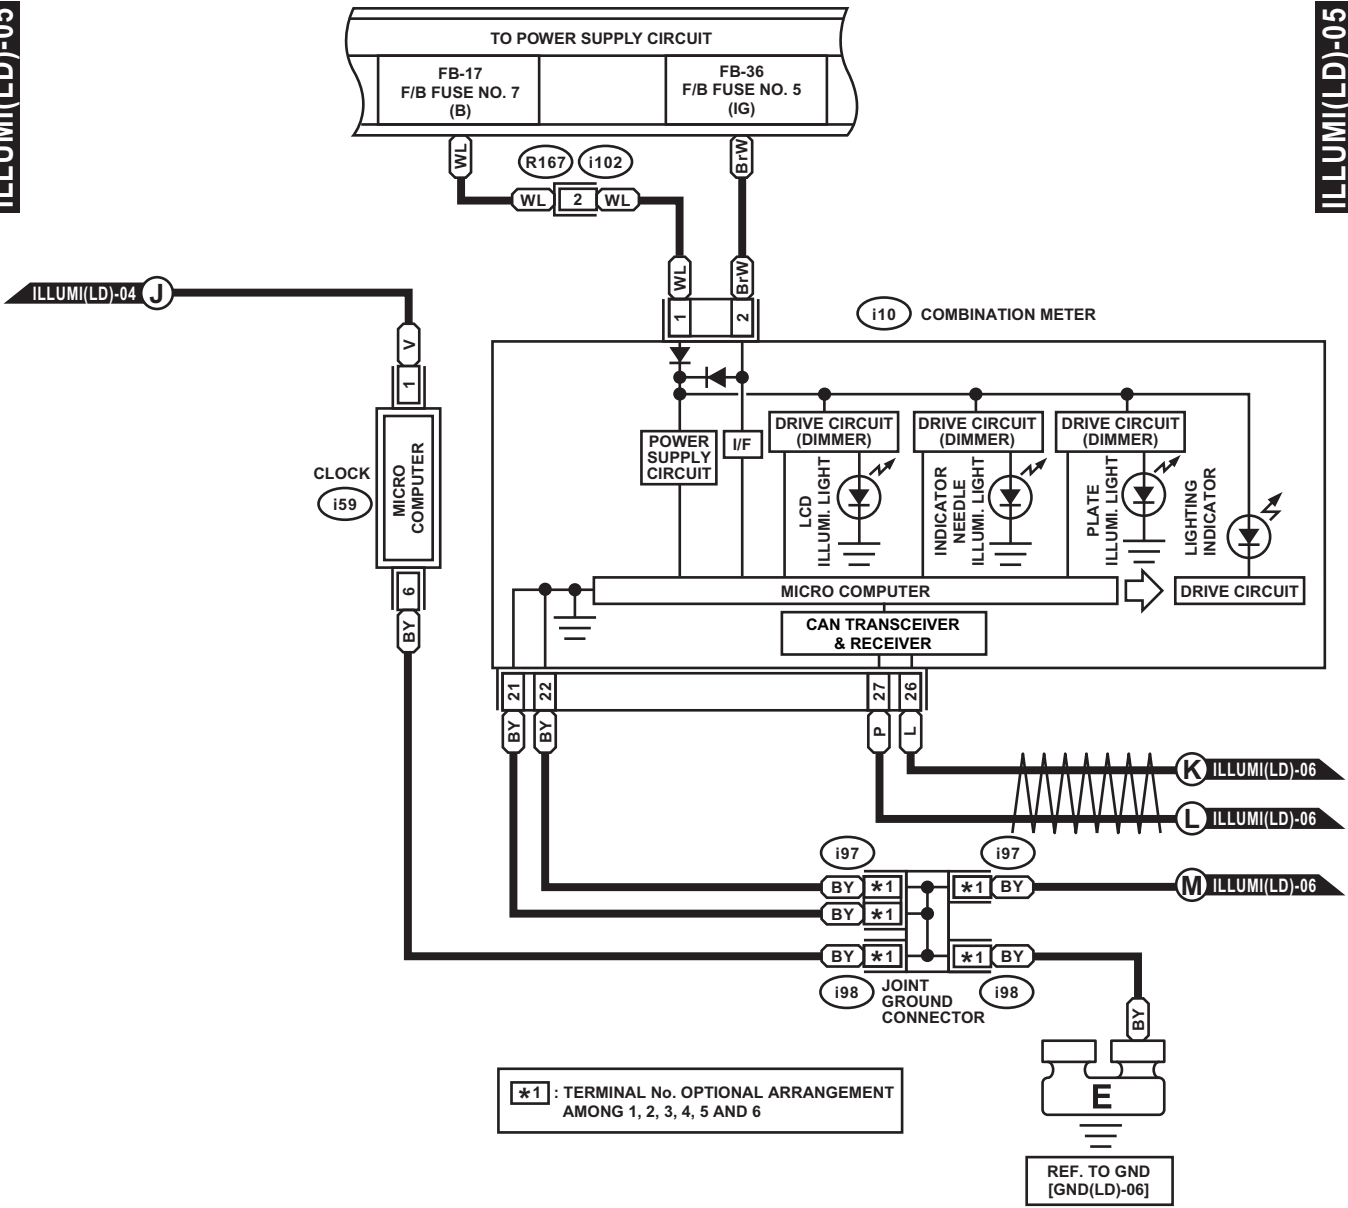 ILLUMI(LD)-05
ILLUMI(LD)-05
TO POWER SUPPLY CIRCUIT
FB-17
F/B FUSE NO. 7
(B)
FB-36
F/B FUSE NO. 5
(IG)
WL
BrW
R167
i102
WL
2
WL
WL
BrW
ILLUMI(LD)-04
J
1
2
i10
COMBINATION METER
V
1
CLOCK
i59
MICRO
COMPUTER
6
BY
POWER
SUPPLY
CIRCUIT
I/F
DRIVE CIRCUIT
(DIMMER)
DRIVE CIRCUIT
(DIMMER)
DRIVE CIRCUIT
(DIMMER)
LCD
ILLUMI. LIGHT
INDICATOR
NEEDLE
ILLUMI. LIGHT
PLATE
ILLUMI. LIGHT
LIGHTING
INDICATOR
MICRO COMPUTER
DRIVE CIRCUIT
CAN TRANSCEIVER
& RECEIVER
21
22
27
26
BY
BY
P
L
K
ILLUMI(LD)-06
L
ILLUMI(LD)-06
i97
i97
BY
*1
*1
BY
M
ILLUMI(LD)-06
BY
*1
BY
*1
*1
BY
i98
JOINT
GROUND
CONNECTOR
i98
BY
E
*1 : TERMINAL No. OPTIONAL ARRANGEMENT
AMONG 1, 2, 3, 4, 5 AND 6
REF. TO GND
[GND(LD)-06]